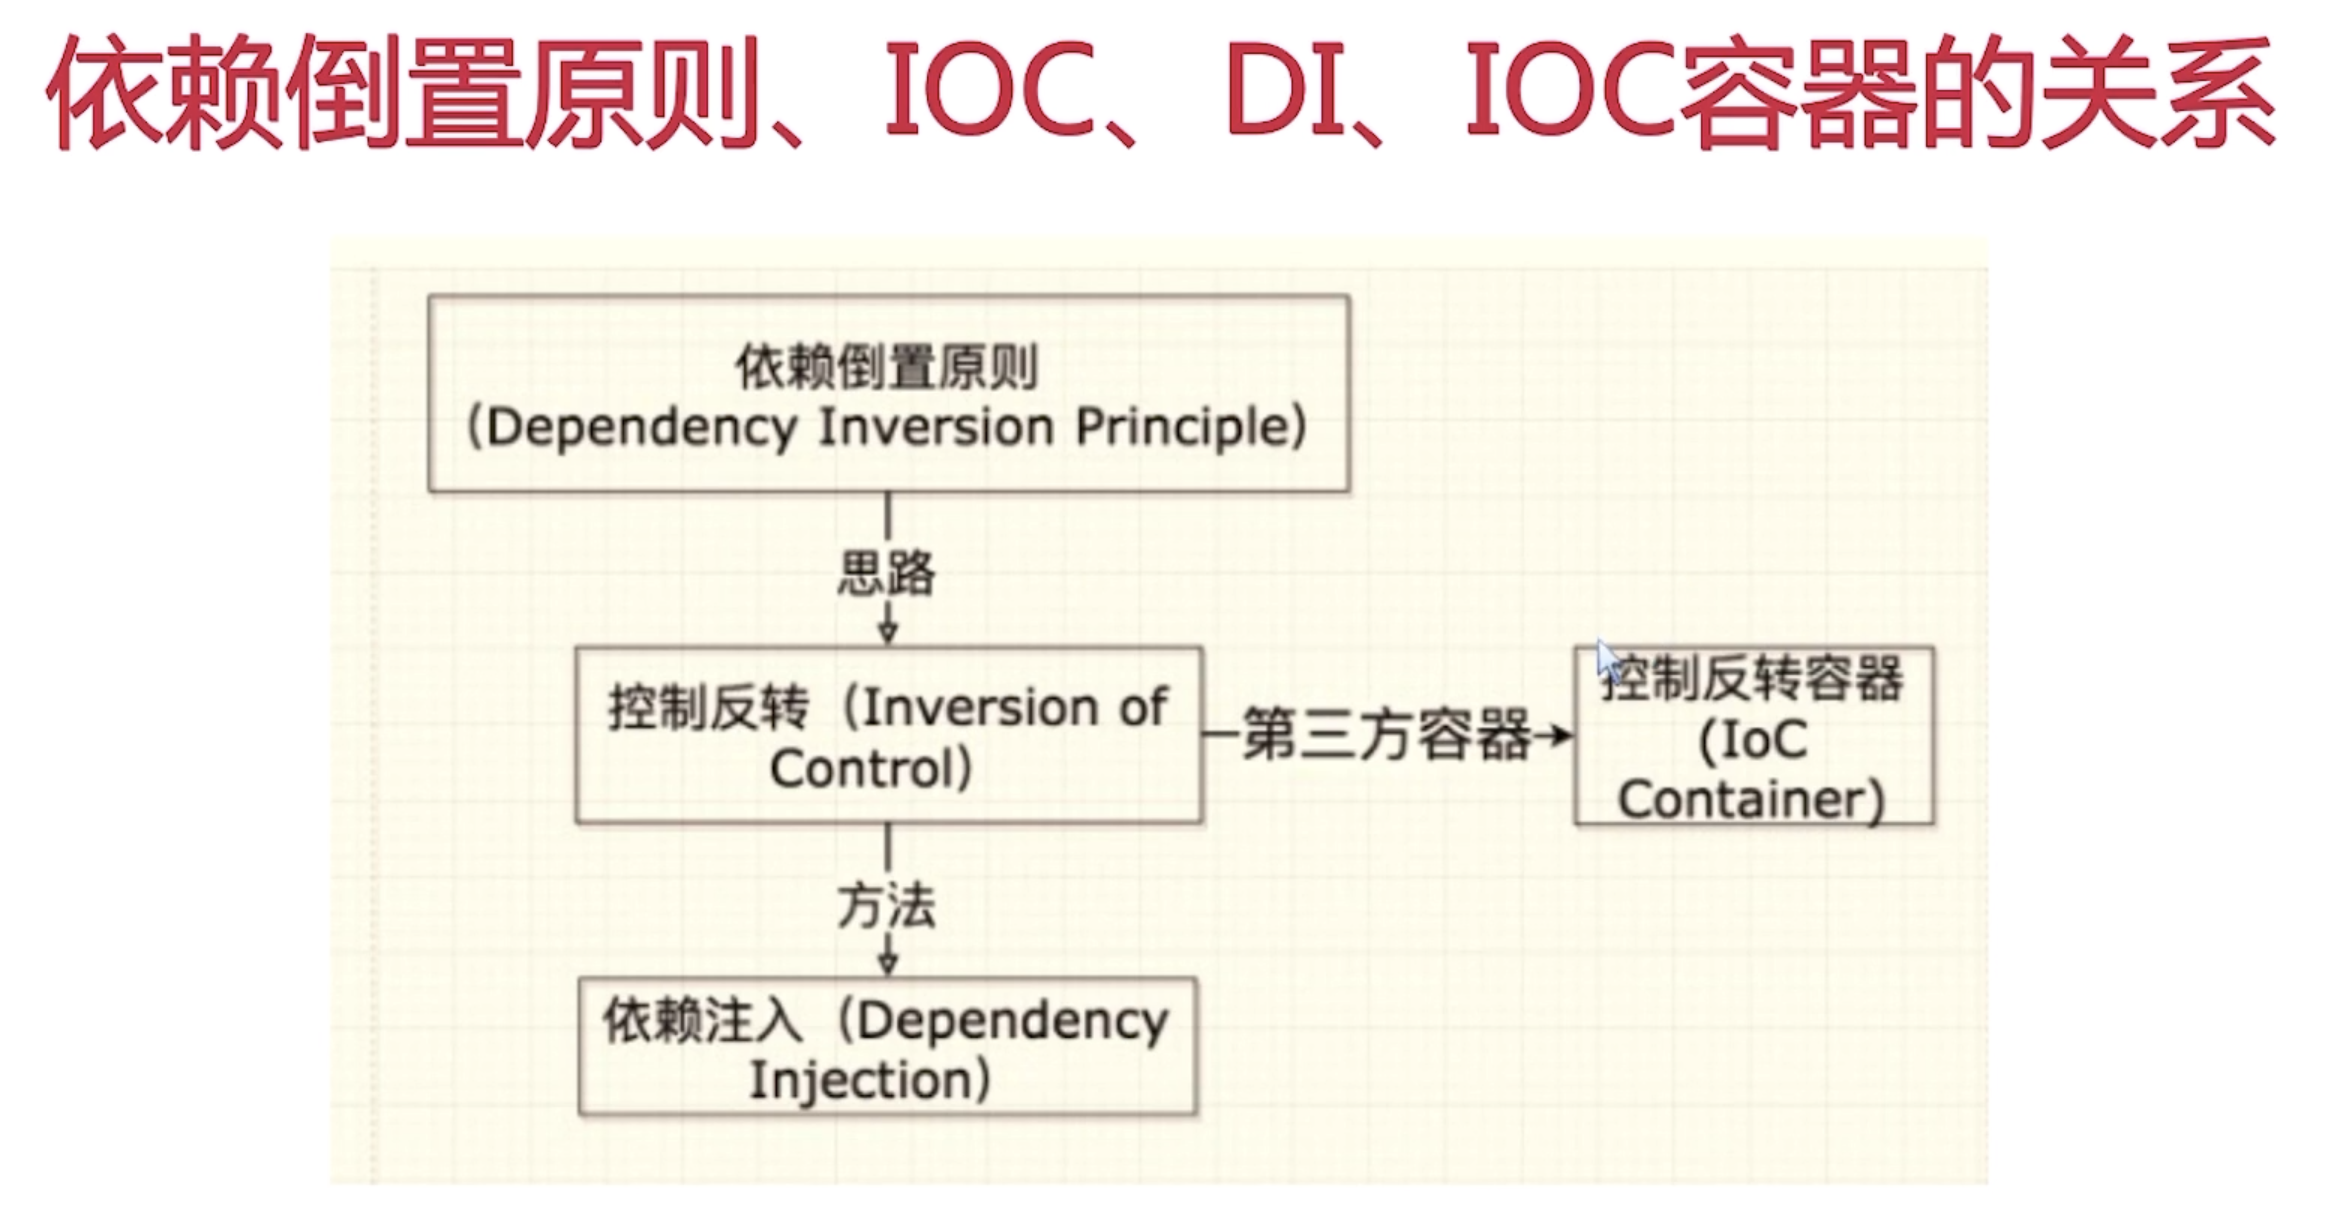 依赖倒置原则、IOC、DI、IOC容器的关系
依赖倒置原则
(Dependency Inversion Principle)
思路
控制反转（Inversion of
Control)
第三方容器
控制反转容器
(IoC
Container)
方法
依赖注入（Dependency
Injection)